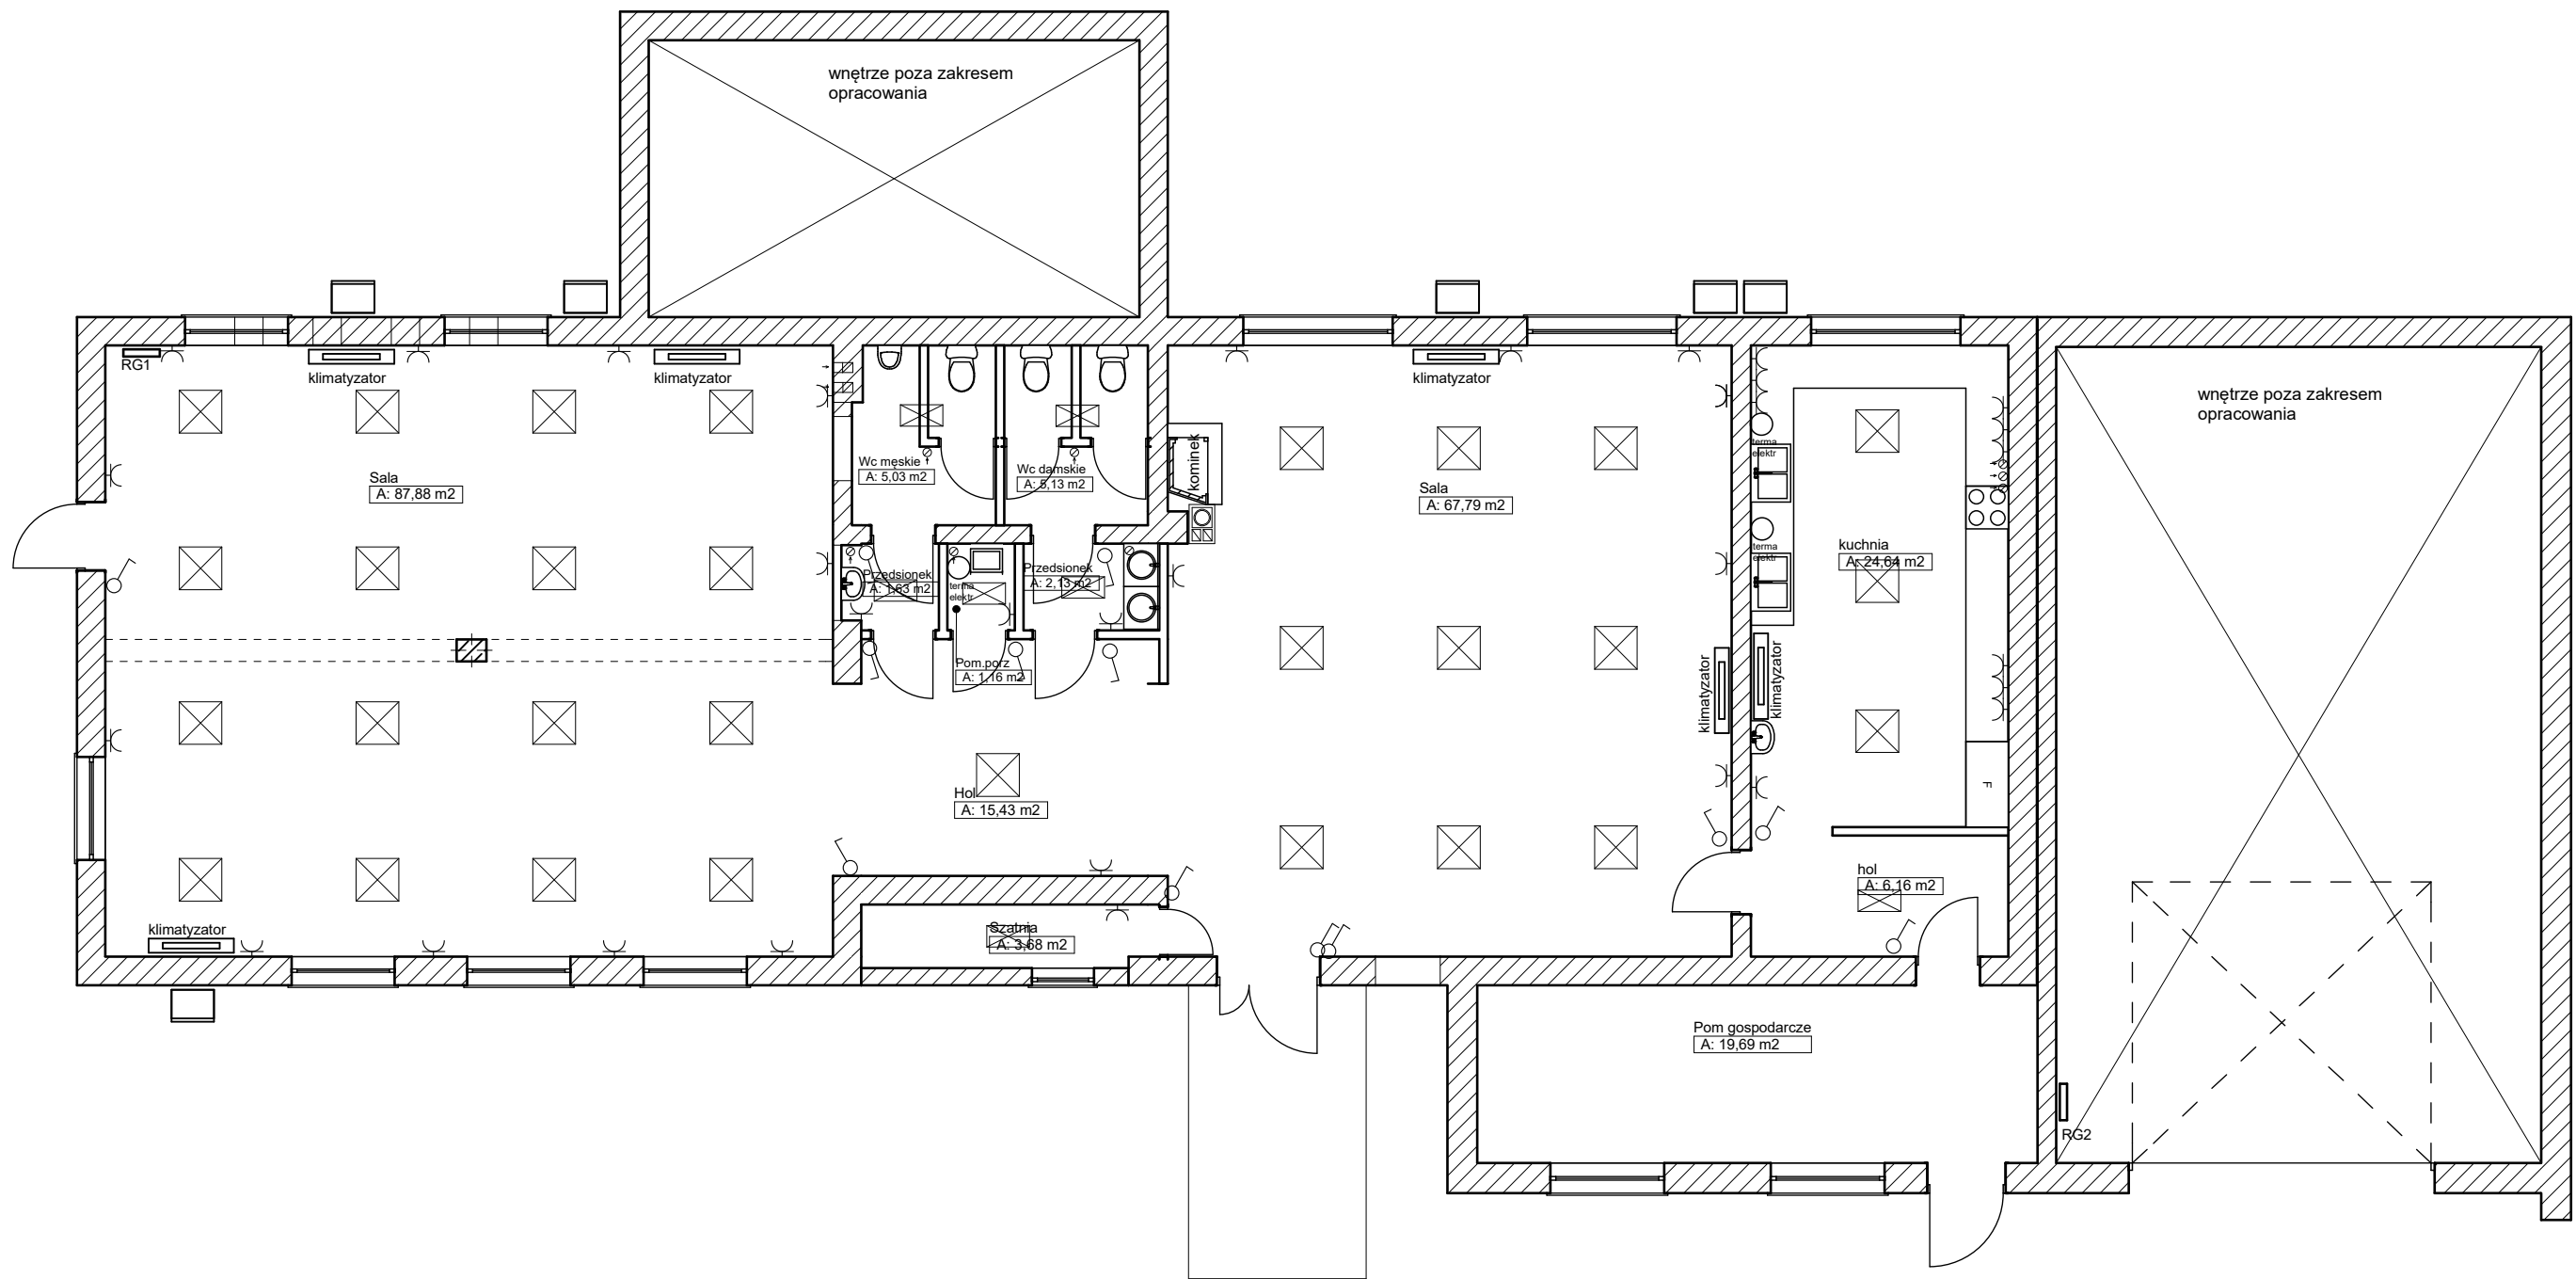 wnętrze poza zakresem
opracowania
RG1
klimatyzator
klimatyzator
klimatyzator
wnętrze poza zakresem
opracowania
Sala
A: 87,88 m2
Wc męskie
A: 5,03 m2
Wc damskie
A: 5,13 m2
kominek
Sala
A: 67,79 m2
terma
elektr
terma
elektr
kuchnia
A: 24,64 m2
Przedsionek
A: 1,63 m2
terma
elektr
Przedsionek
A: 2,13 m2
Pom.porz
A: 1,16 m2
klimatyzator
klimatyzator
Hol
A: 15,43 m2
F
hol
A: 6,16 m2
klimatyzator
Szatnia
A: 3,68 m2
Pom gospodarcze
A: 19,69 m2
RG2